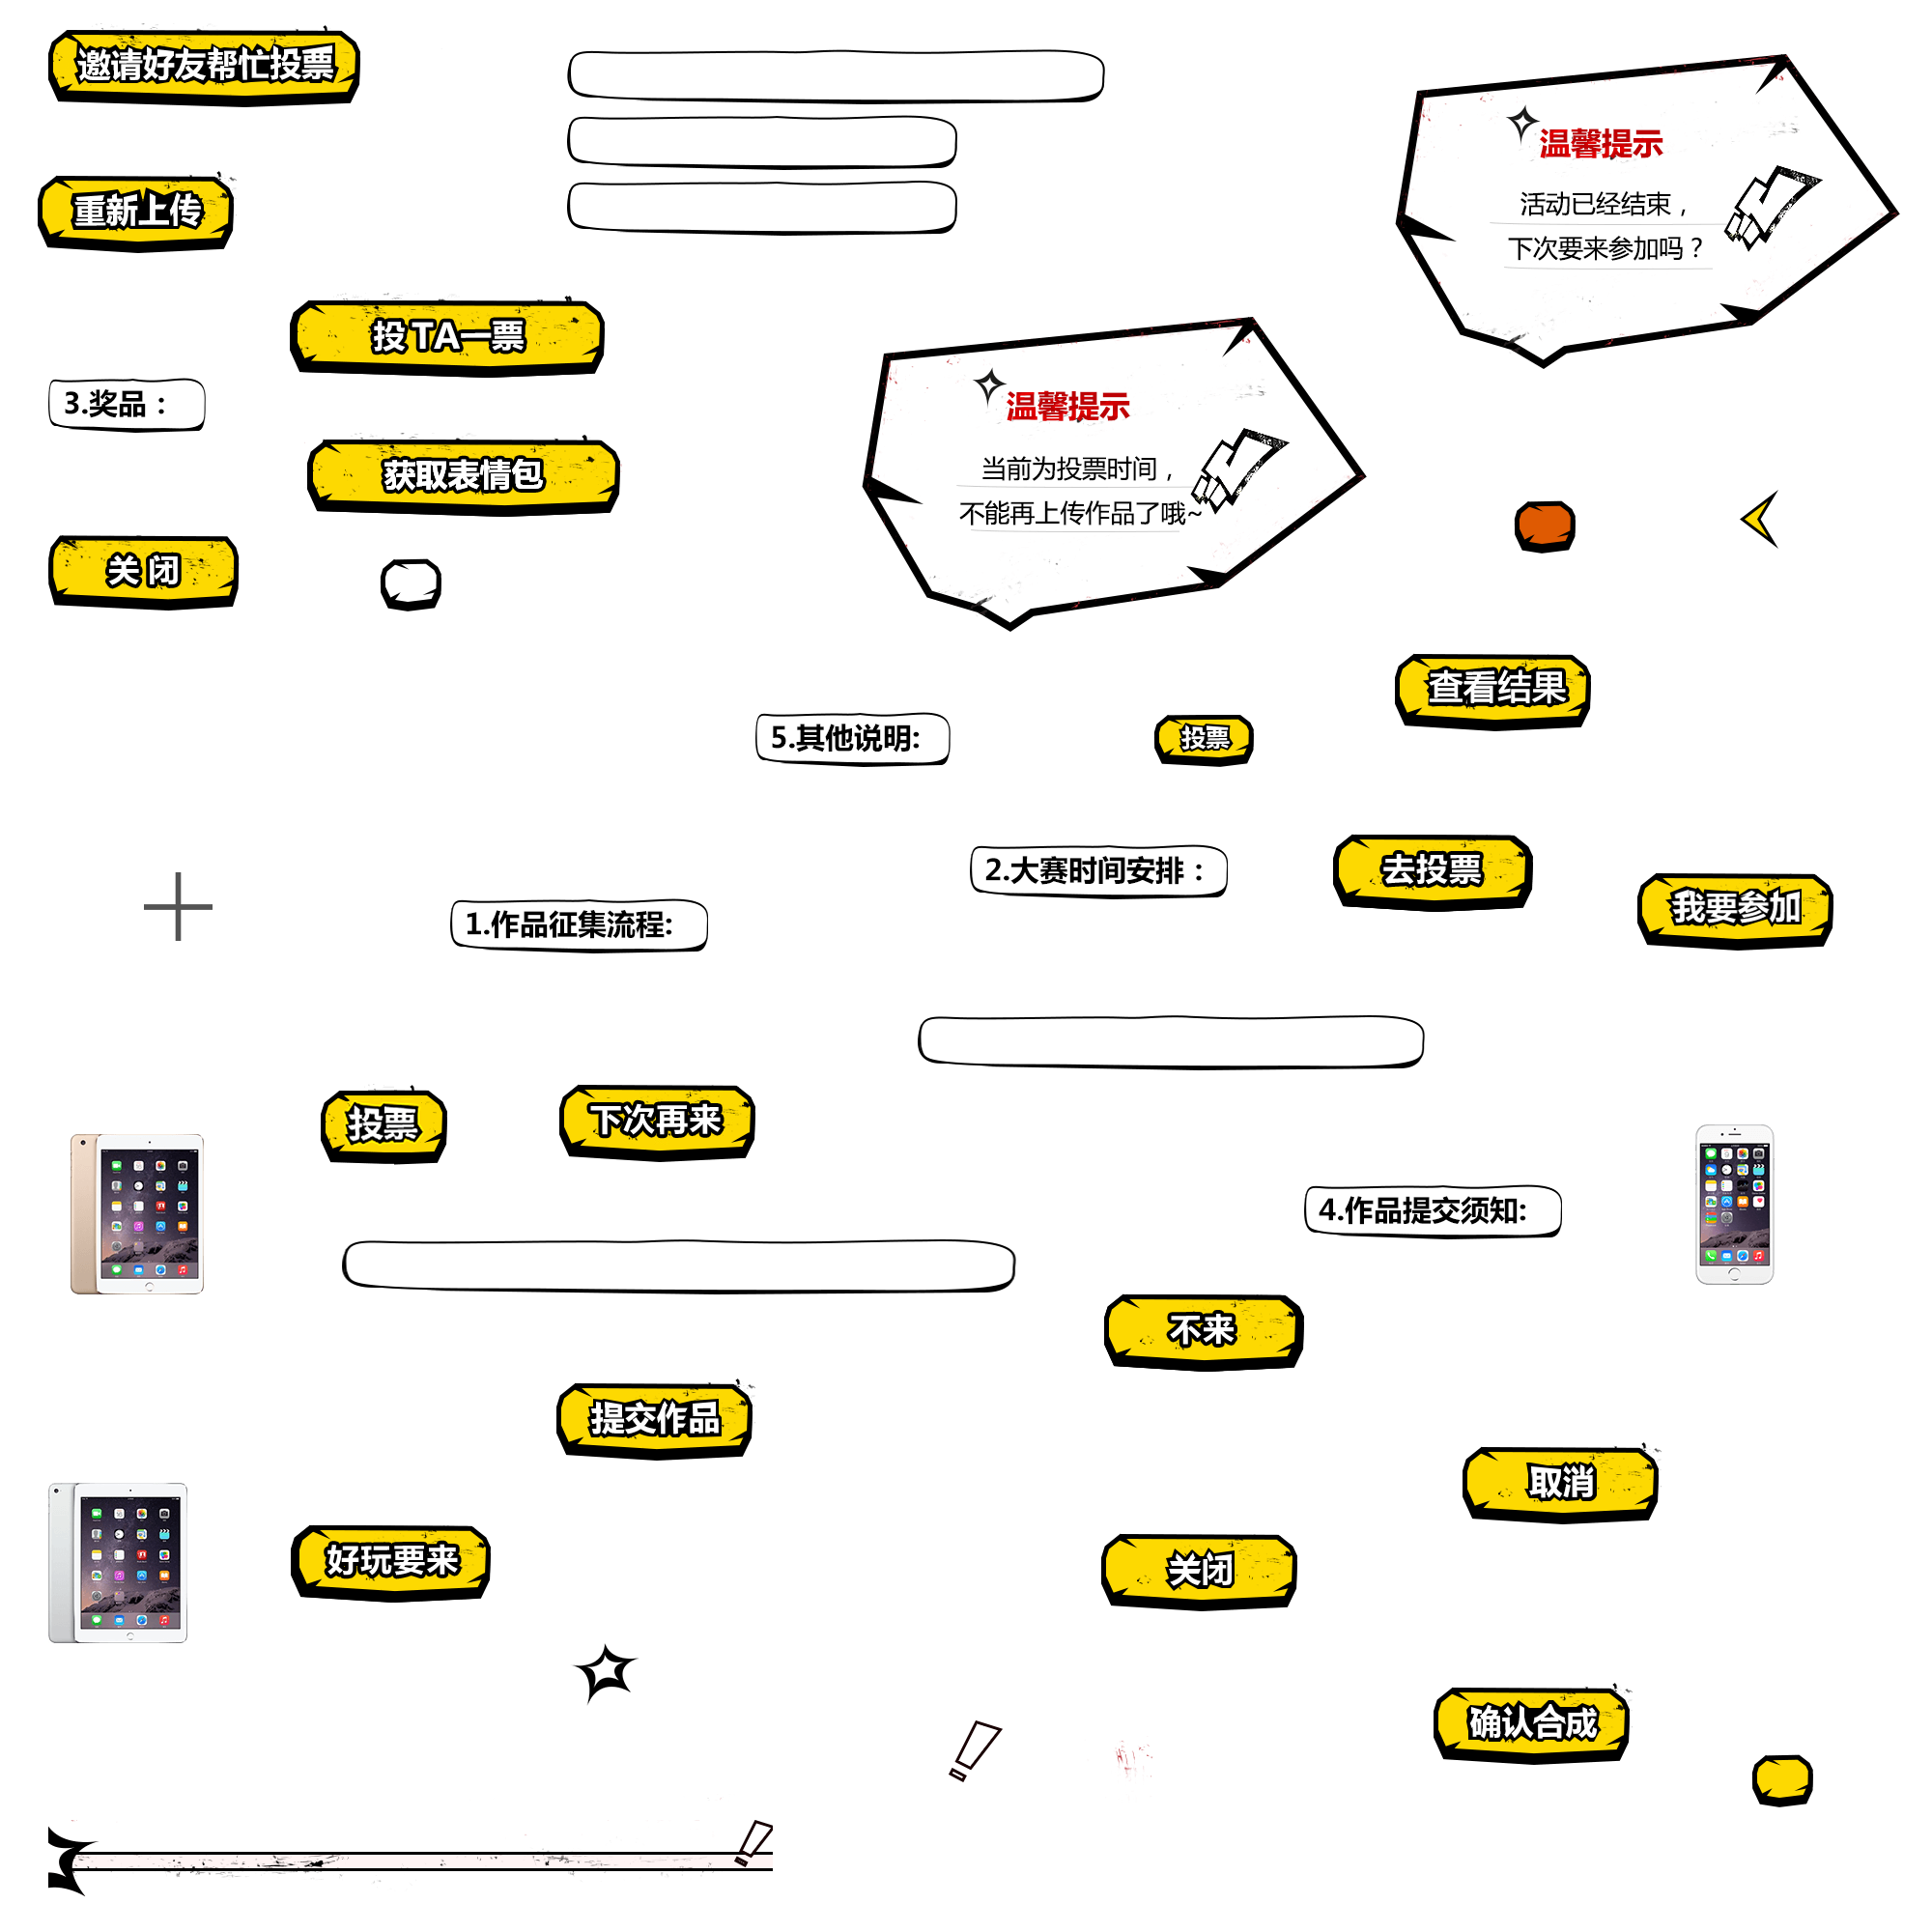 邀请好友帮忙投票
重新上传
温馨提示
活动已经结束，
下次要来参加吗？
投TA一票
3.奖品：
获取表情包
温馨提示
当前为投票时间，
不能再上传作品了哦~
关 闭
查看结果
5.其他说明:
投票
2.大赛时间安排：
去投票
我要参加
1.作品征集流程:
投票
下次再来
4.作品提交须知:
不来
提交作品
取消
好玩要来
关闭
确认合成